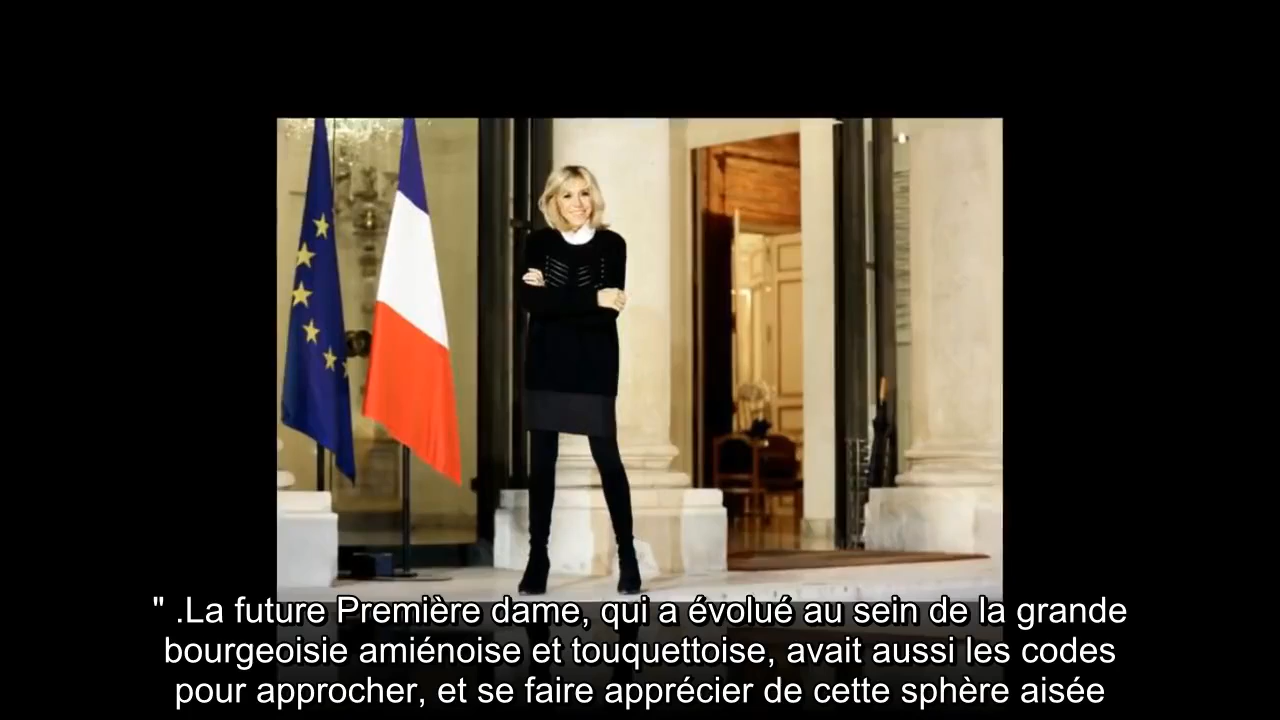 " .La future Première dame, qui a évolué au sein de la grande
bourgeoisie amiénoise et touquettoise, avait aussi les codes
pour approcher, et se faire apprécier de cette sphère aisée